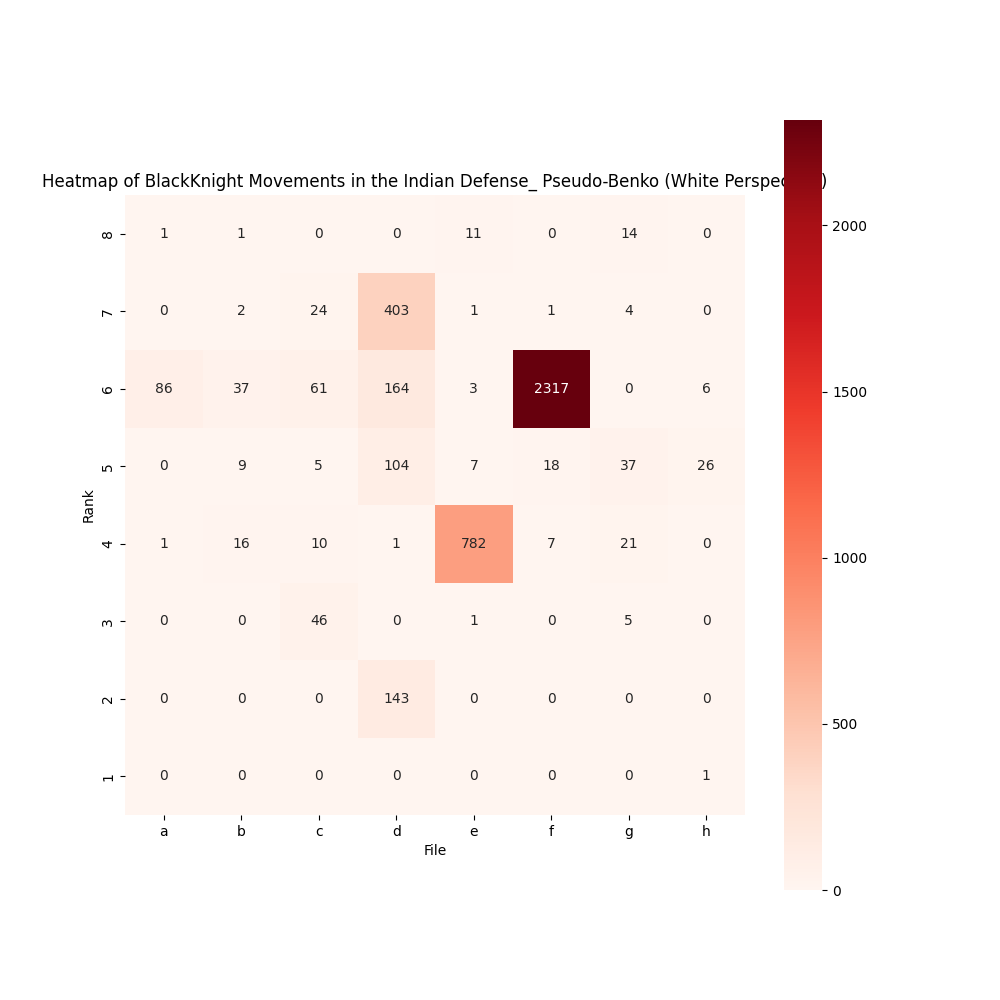 Heatmap of BlackKnight Movements in the Indian Defense_ Pseudo-Benko (White Perspec )
8 1 1 0 0 11 0 14 0
7 0 2 24 403 1 1 4 0
6 86 37 61 164 3 2317 0 6
5 0 9 5 104 7 18 37 26
4 1 16 10 1 782 7 21 0
3 0 0 46 0 1 0 5 0
2 0 0 0 143 0 0 0 0
1 0 0 0 0 0 0 0 1
a b c d e f g h
File
Rank
2000
1500
1000
500
0